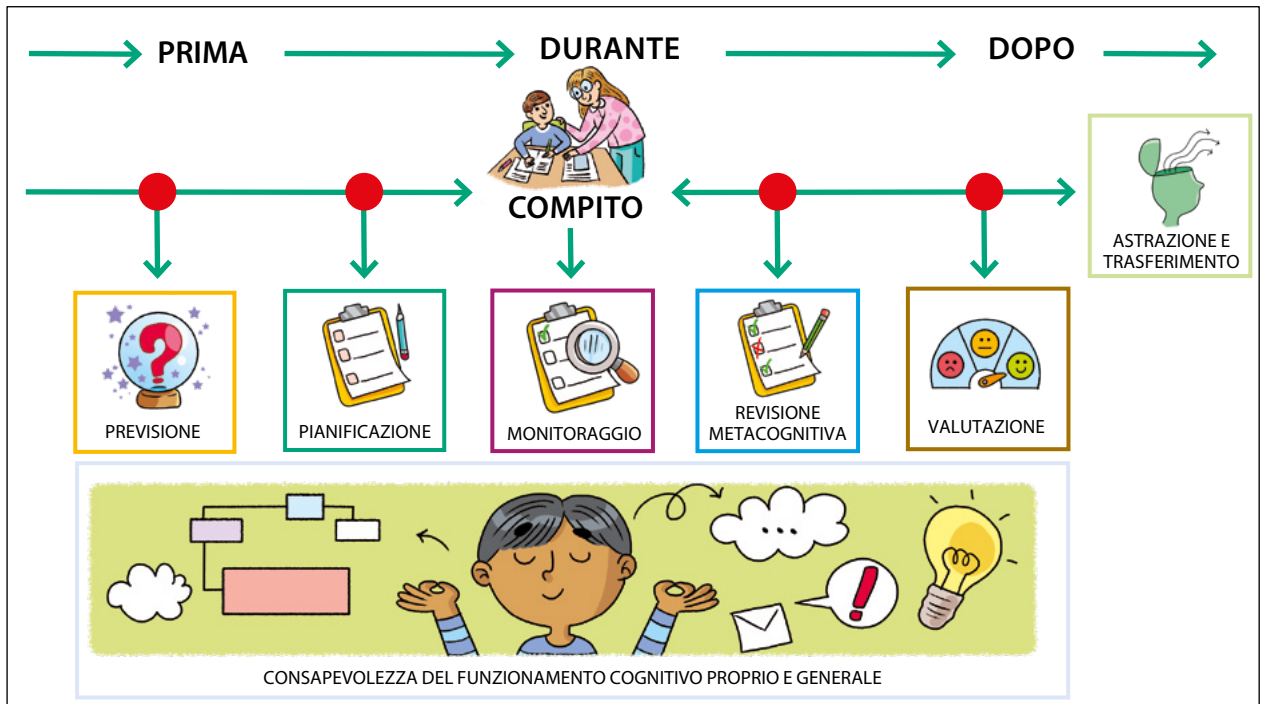 PRIMA
DURANTE
DOPO
COMPITO
ASTRAZIONE E
TRASFERIMENTO
PREVISIONE
PIANIFICAZIONE
MONITORAGGIO
REVISIONE
METACOGNITIVA
VALUTAZIONE
CONSAPEVOLEZZA DEL FUNZIONAMENTO COGNITIVO PROPRIO E GENERALE